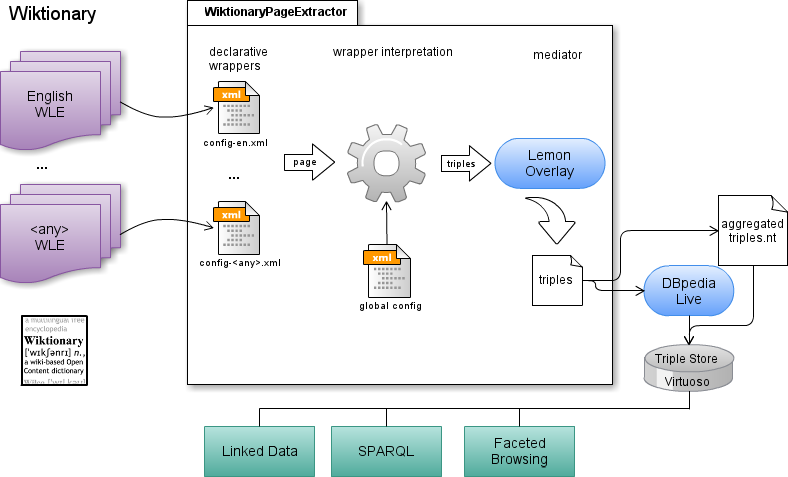 Wiktionary
WiktionaryPageExtractor
declarative
wrappers
wrapper interpretation
mediator
English
WLE
xml
config-en.xml
page
triples
Lemon
Overlay
...
...
<any>
WLE
xml
config-<any>.xml
xml
global config
triples
aggregated
triples.nt
DBpedia
Live
a multilingual free
encyclopedia
Wiktionary
['wɪkʃənrɪ] n.,
a wiki-based Open
Content dictionary
Triple Store
Virtuoso
Linked Data
SPARQL
Faceted
Browsing